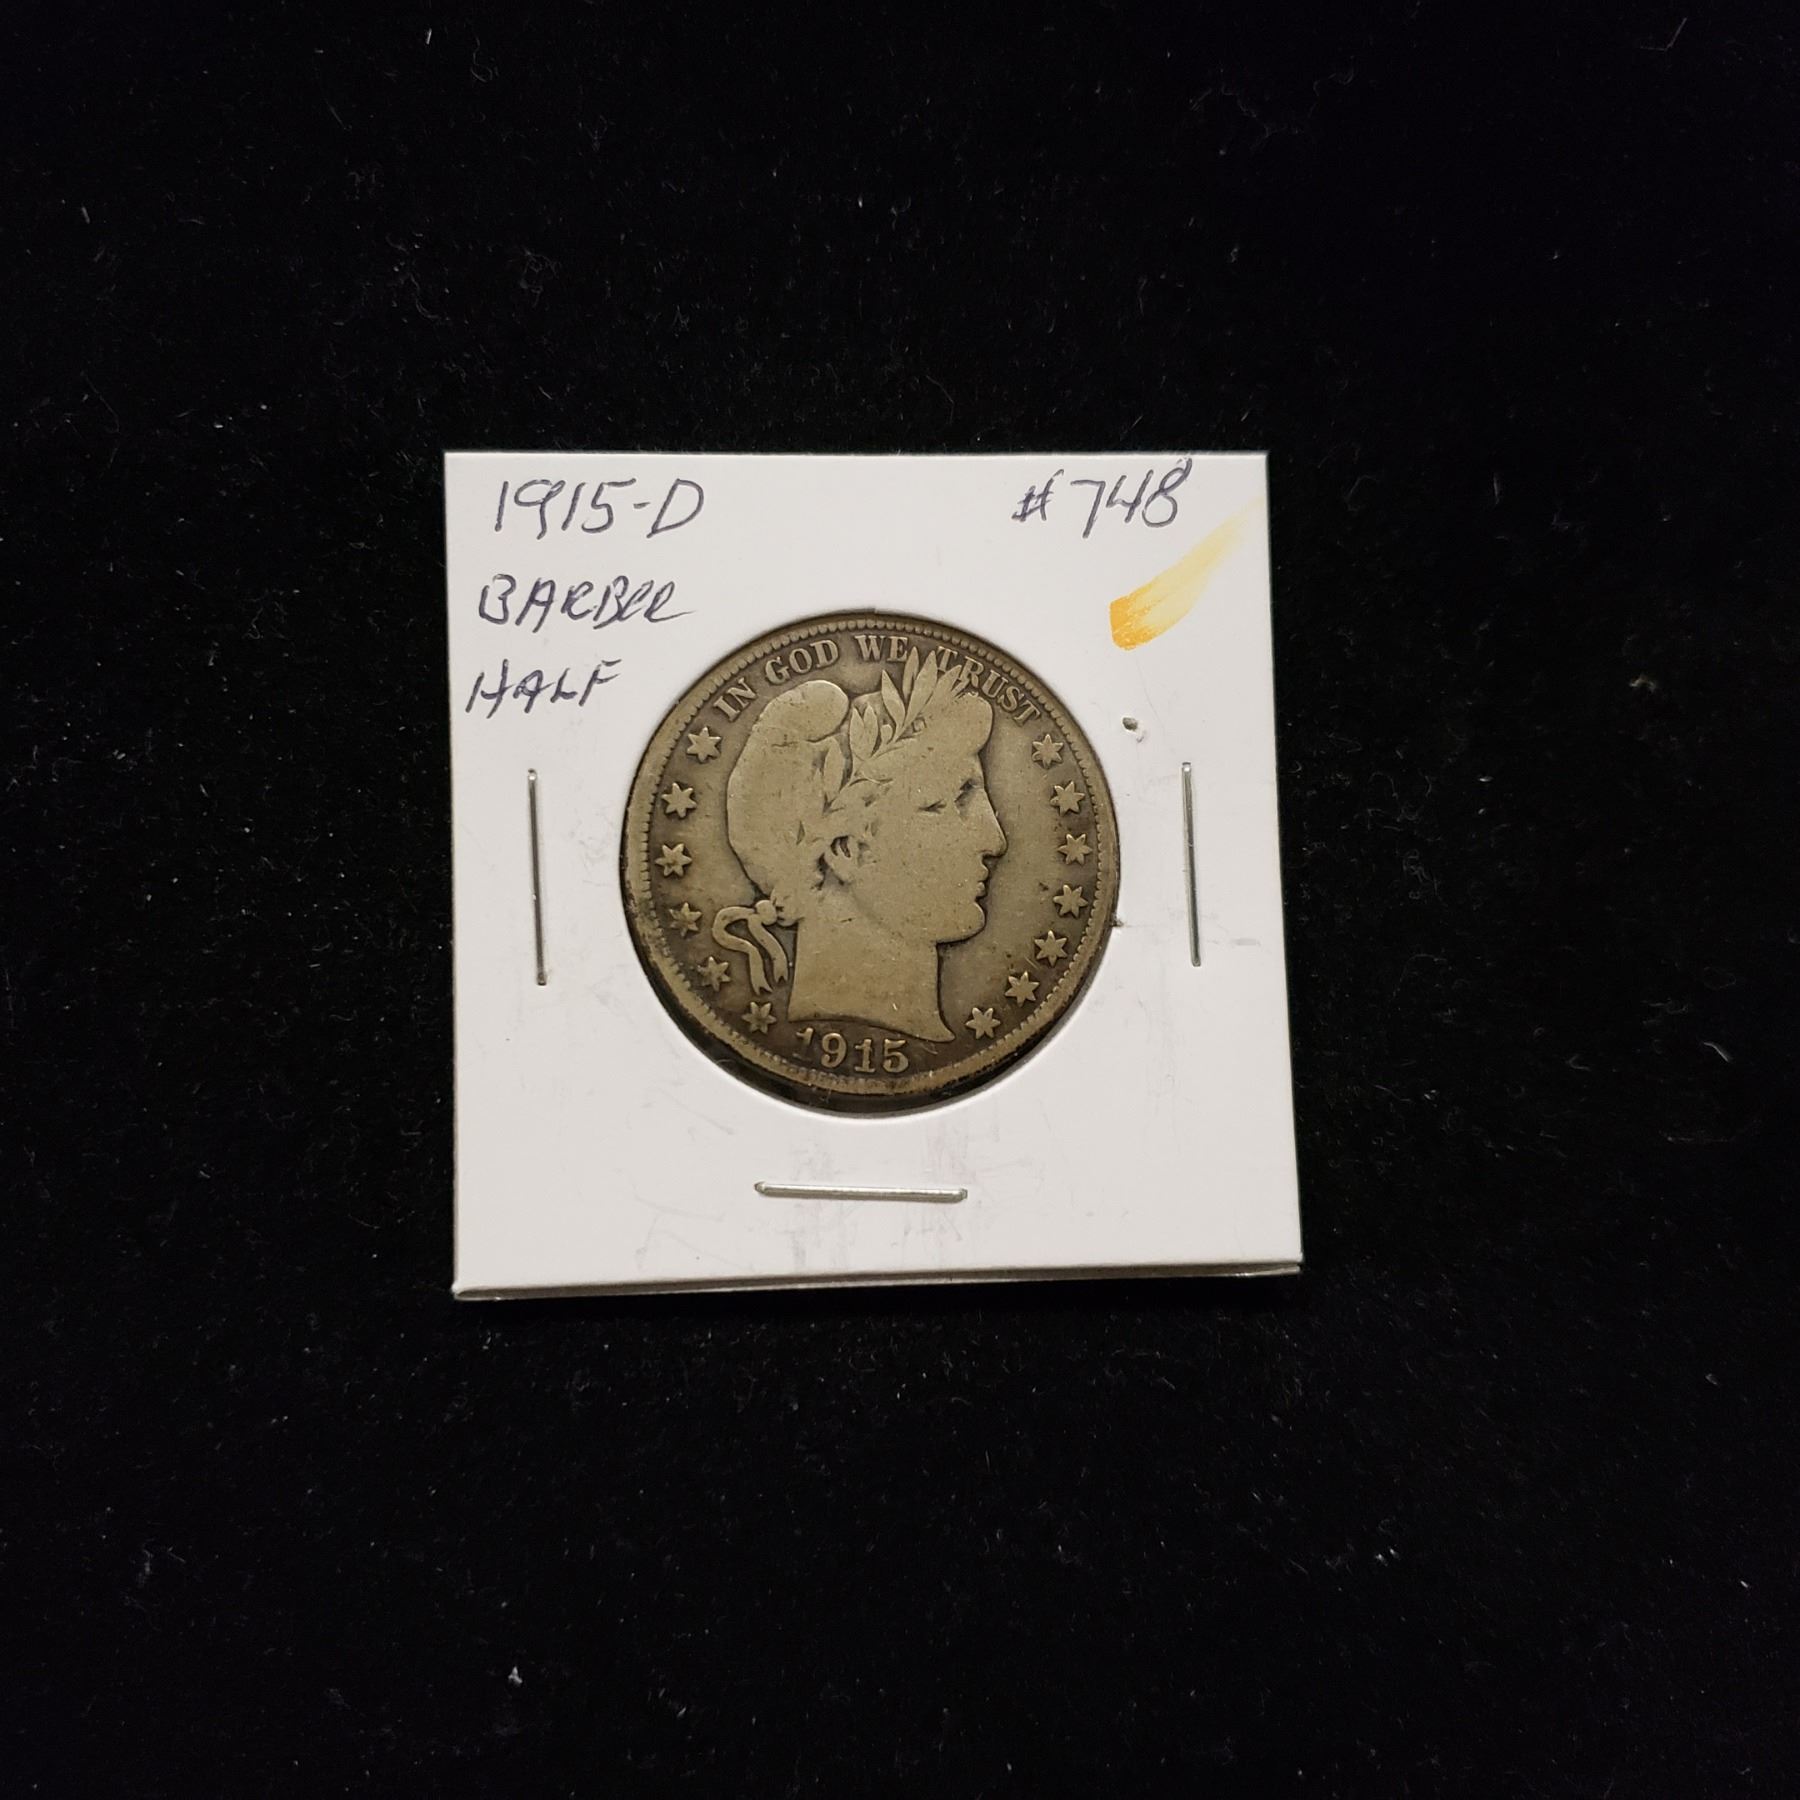 1915-D
#748
BARBER
HALF
IN GOD WE TRUST
1915